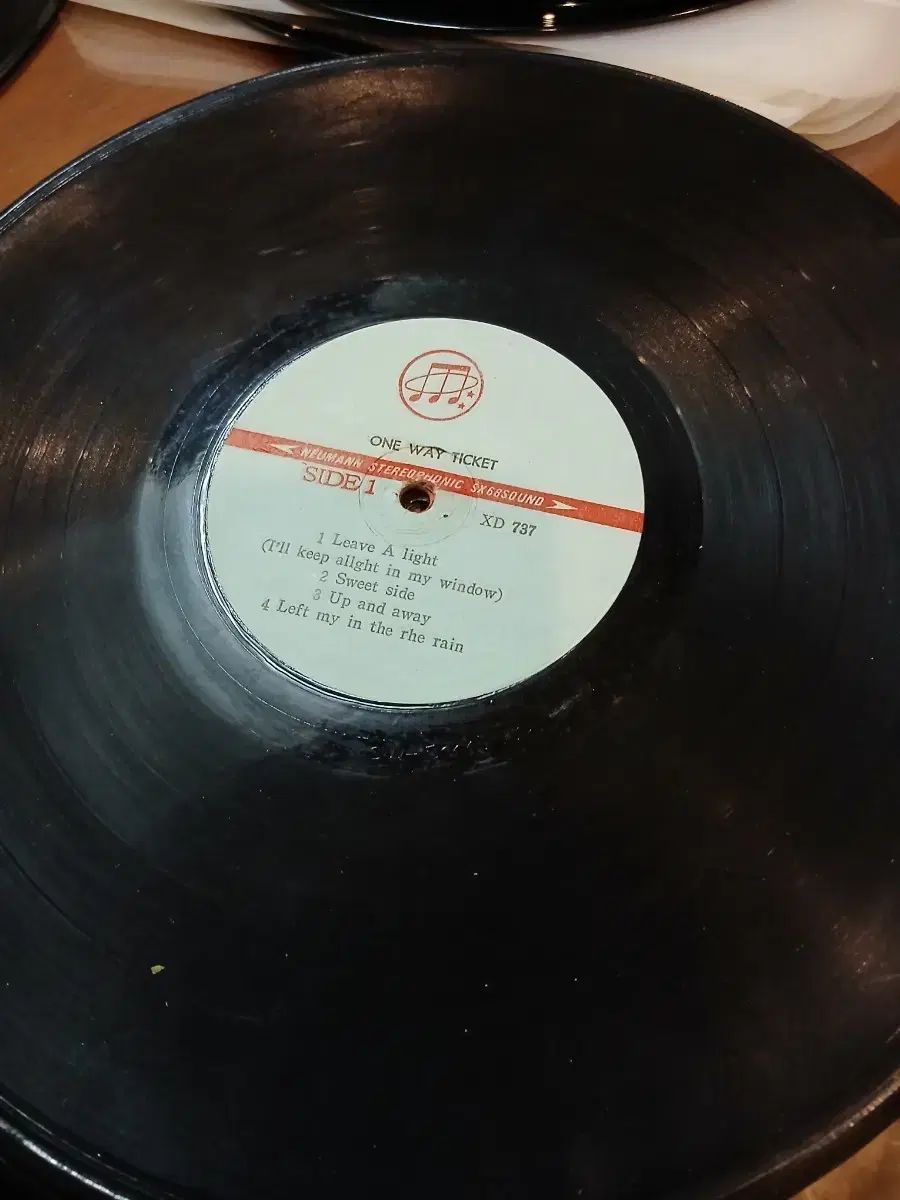 ONE WAY TICKET
NEUMANN STEREOPHONIC SX68SOUND
SIDE 1
XD 737
1 Leave A light
(I'll keep allght in my window)
2 Sweet side
3 Up and away
4 Left my in the rhe rain